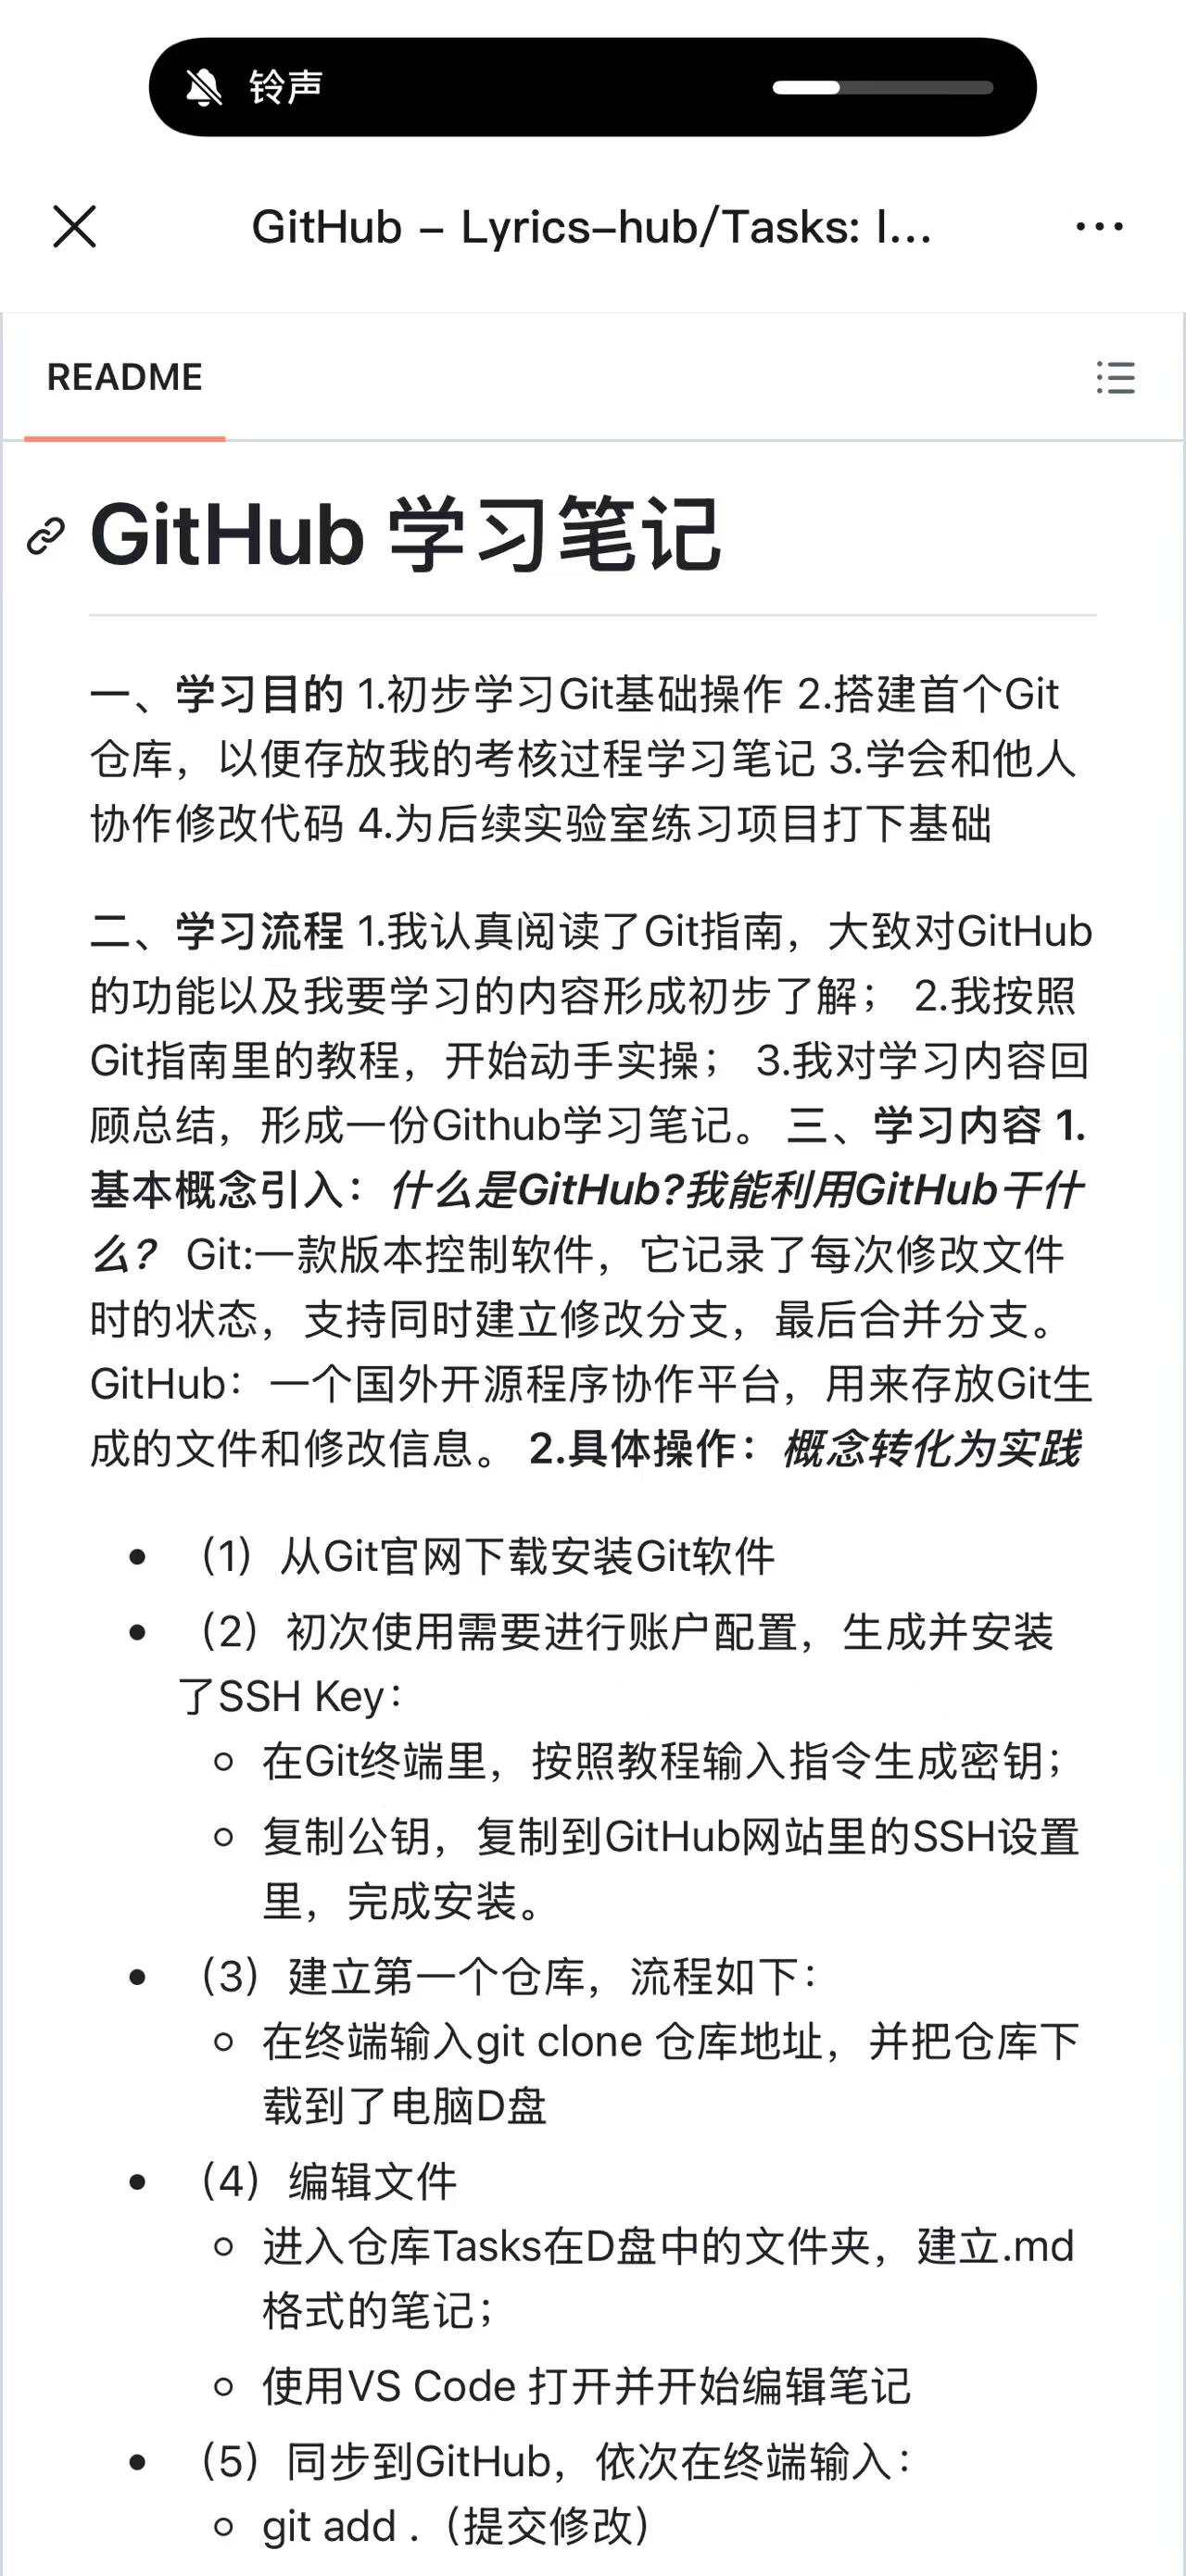 铃声
GitHub – Lyrics-hub/Tasks: l...
README
GitHub 学习笔记
一、学习目的 1.初步学习Git基础操作 2.搭建首个Git
仓库，以便存放我的考核过程学习笔记 3.学会和他人
协作修改代码 4.为后续实验室练习项目打下基础
二、学习流程 1.我认真阅读了Git指南，大致对GitHub
的功能以及我要学习的内容形成初步了解； 2.我按照
Git指南里的教程，开始动手实操； 3.我对学习内容回
顾总结，形成一份Github学习笔记。 三、学习内容 1.
基本概念引入：什么是GitHub?我能利用GitHub干什
么？ Git:一款版本控制软件，它记录了每次修改文件
时的状态，支持同时建立修改分支，最后合并分支。
GitHub：一个国外开源程序协作平台，用来存放Git生
成的文件和修改信息。 2.具体操作：概念转化为实践
• （1）从Git官网下载安装Git软件
• （2）初次使用需要进行账户配置，生成并安装
了SSH Key：
○ 在Git终端里，按照教程输入指令生成密钥；
○ 复制公钥，复制到GitHub网站里的SSH设置
里，完成安装。
• （3）建立第一个仓库，流程如下：
○ 在终端输入git clone 仓库地址，并把仓库下
载到了电脑D盘
• （4）编辑文件
○ 进入仓库Tasks在D盘中的文件夹，建立.md
格式的笔记；
○ 使用VS Code 打开并开始编辑笔记
• （5）同步到GitHub，依次在终端输入：
○ git add .（提交修改）